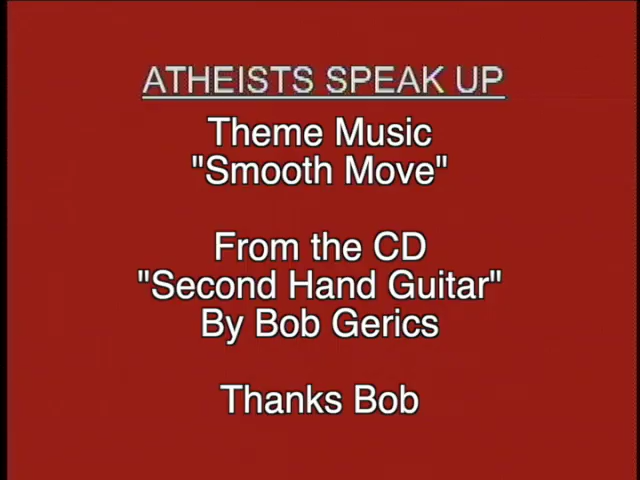 ATHEISTS SPEAK UP
Theme Music
"Smooth Move"
From the CD
"Second Hand Guitar"
By Bob Gerics
Thanks Bob